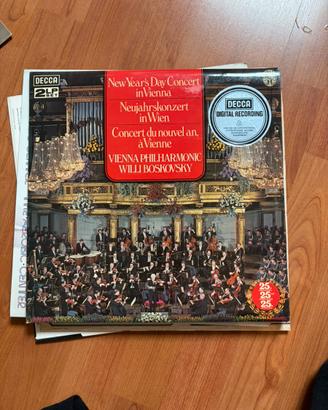 DECCA
2LP
New Year's Day Concert
in Vienna
Neujahrskonzert
in Wien
Concert du nouvel an,
à Vienne
VIENNA PHILHARMONIC
WILLI BOSKOVSKY
DECCA
DIGITAL RECORDING
25
25
25